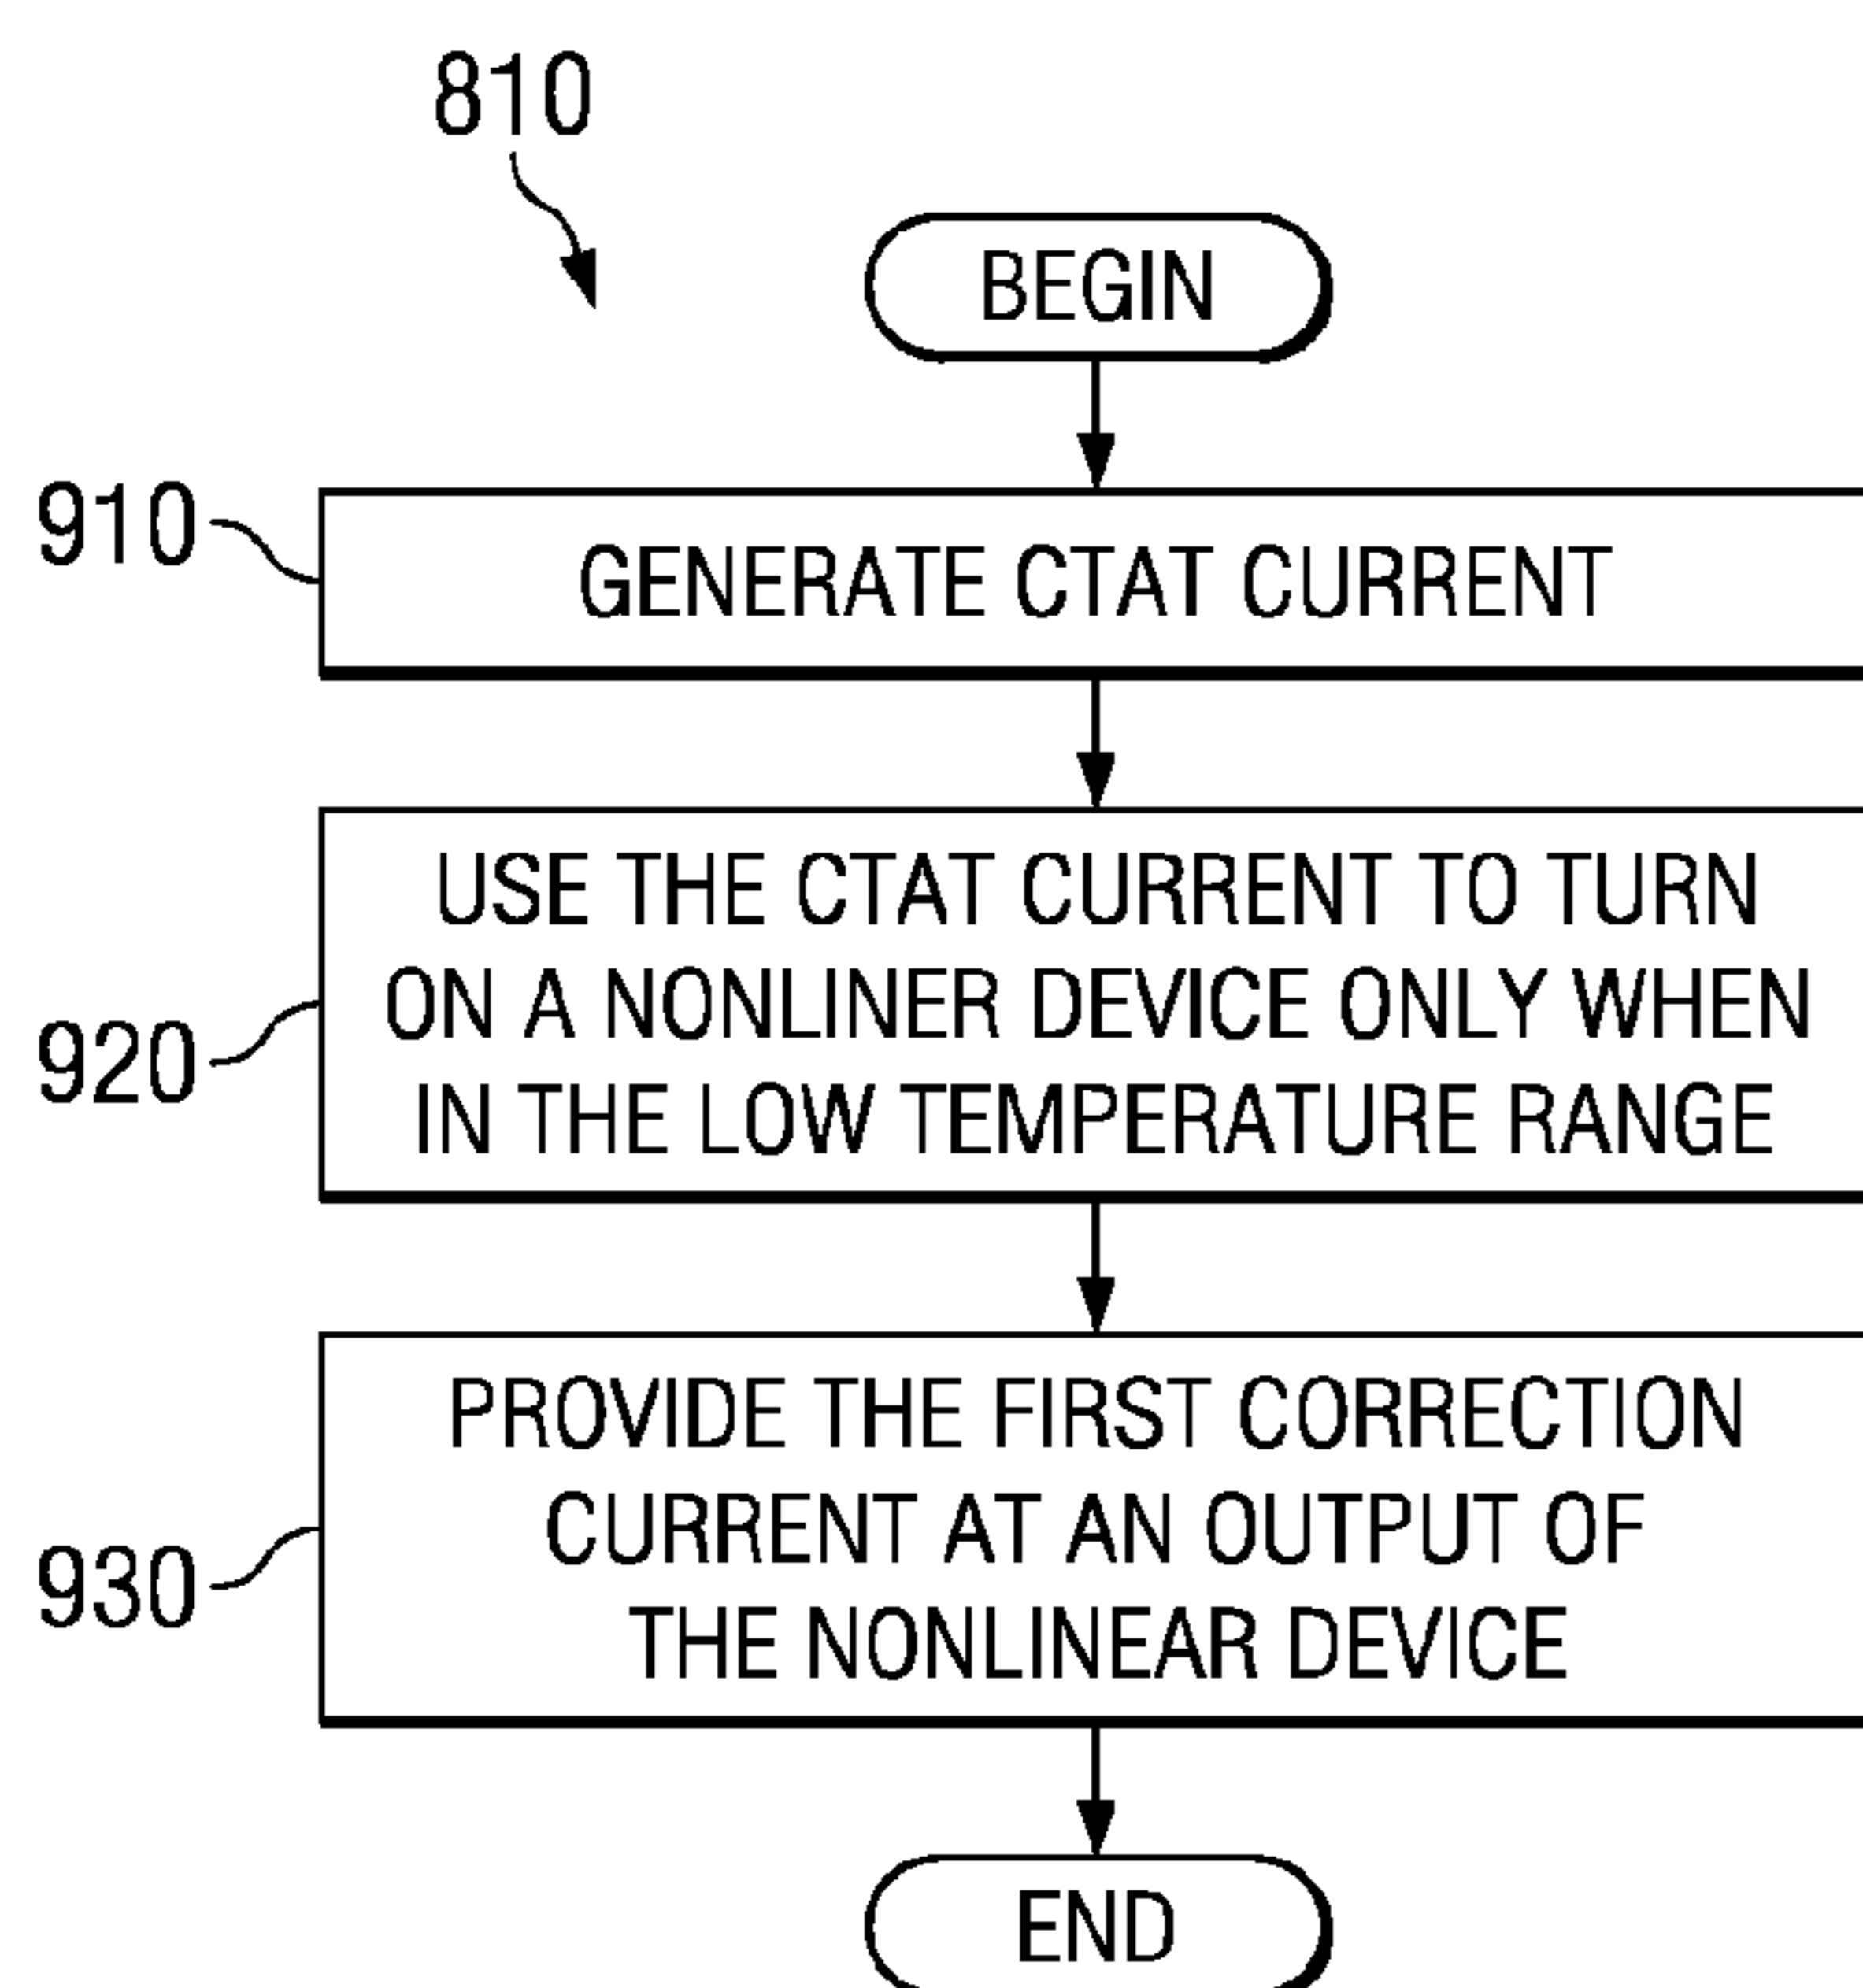 810
BEGIN
910
GENERATE CTAT CURRENT
USE THE CTAT CURRENT TO TURN
ON A NONLINER DEVICE ONLY WHEN
IN THE LOW TEMPERATURE RANGE
920
PROVIDE THE FIRST CORRECTION
CURRENT AT AN OUTPUT OF
THE NONLINEAR DEVICE
930
END